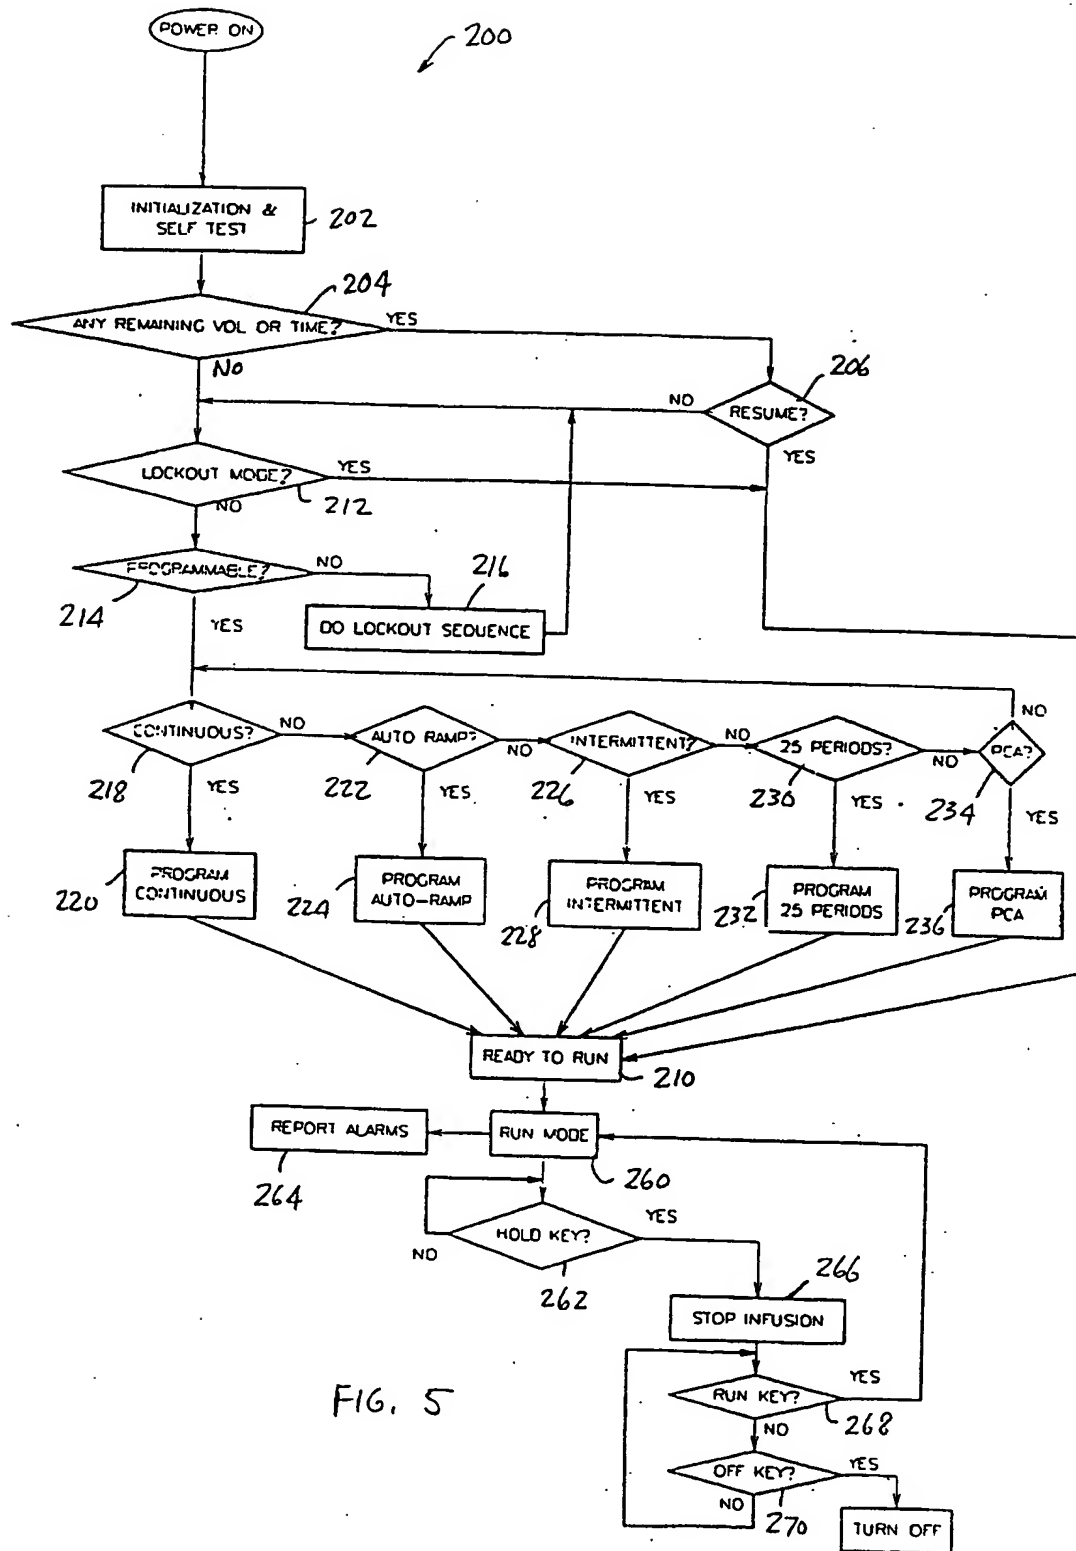 POWER ON
200
INITIALIZATION &
SELF TEST
202
204
ANY REMAINING VOL OR TIME?
YES
NO
206
NO
RESUME?
YES
LOCKOUT MODE?
YES
212
NO
PROGRAMMABLE?
NO
216
214
YES
DO LOCKOUT SEQUENCE
NO
CONTINUOUS?
NO
AUTO RAMP?
NO
INTERMITTENT?
NO
25 PERIODS?
NO
PCA?
218
YES
222
YES
226
YES
230
YES
234
YES
PROGRAM
CONTINUOUS
220
PROGRAM
AUTO-RAMP
224
PROGRAM
INTERMITTENT
228
PROGRAM
25 PERIODS
232
PROGRAM
PCA
236
READY TO RUN
210
REPORT ALARMS
264
RUN MODE
260
HOLD KEY?
YES
NO
262
266
STOP INFUSION
RUN KEY?
YES
268
NO
OFF KEY?
YES
NO
270
TURN OFF
FIG. 5